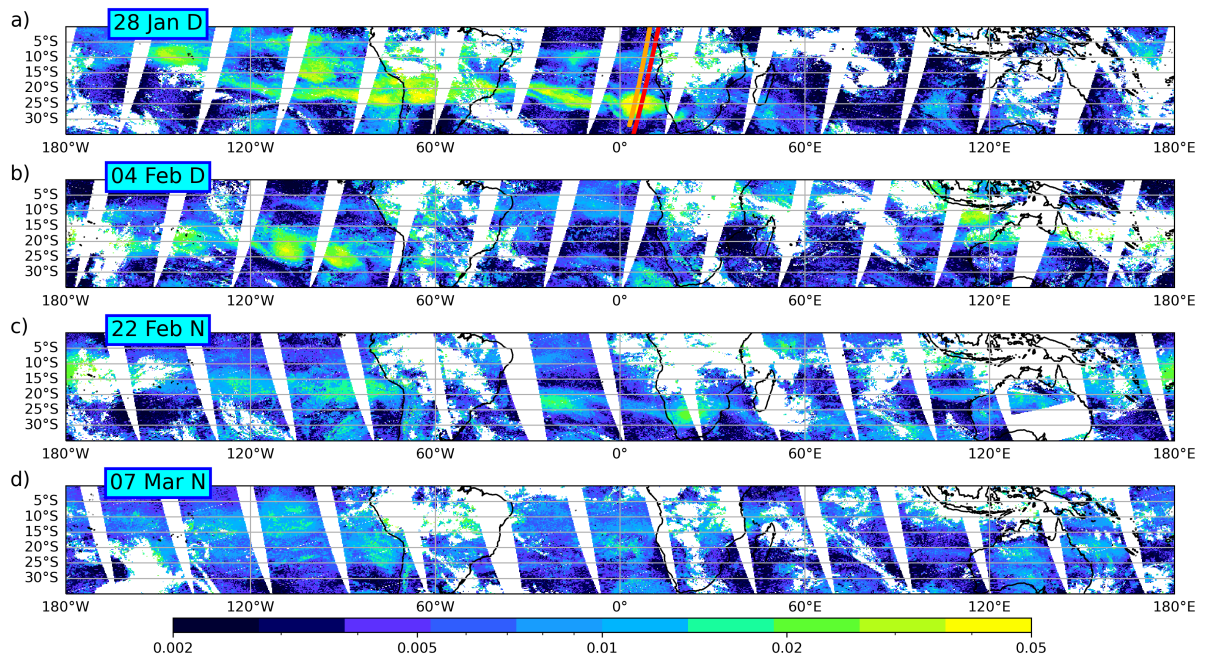 a)
28 Jan D
5°S
10°S
15°S
20°S
25°S
30°S
180°W 120°W 60°W 0° 60°E 120°E 180°E
b)
04 Feb D
5°S
10°S
15°S
20°S
25°S
30°S
180°W 120°W 60°W 0° 60°E 120°E 180°E
c)
22 Feb N
5°S
10°S
15°S
20°S
25°S
30°S
180°W 120°W 60°W 0° 60°E 120°E 180°E
d)
07 Mar N
5°S
10°S
15°S
20°S
25°S
30°S
180°W 120°W 60°W 0° 60°E 120°E 180°E
0.002 0.005 0.01 0.02 0.05